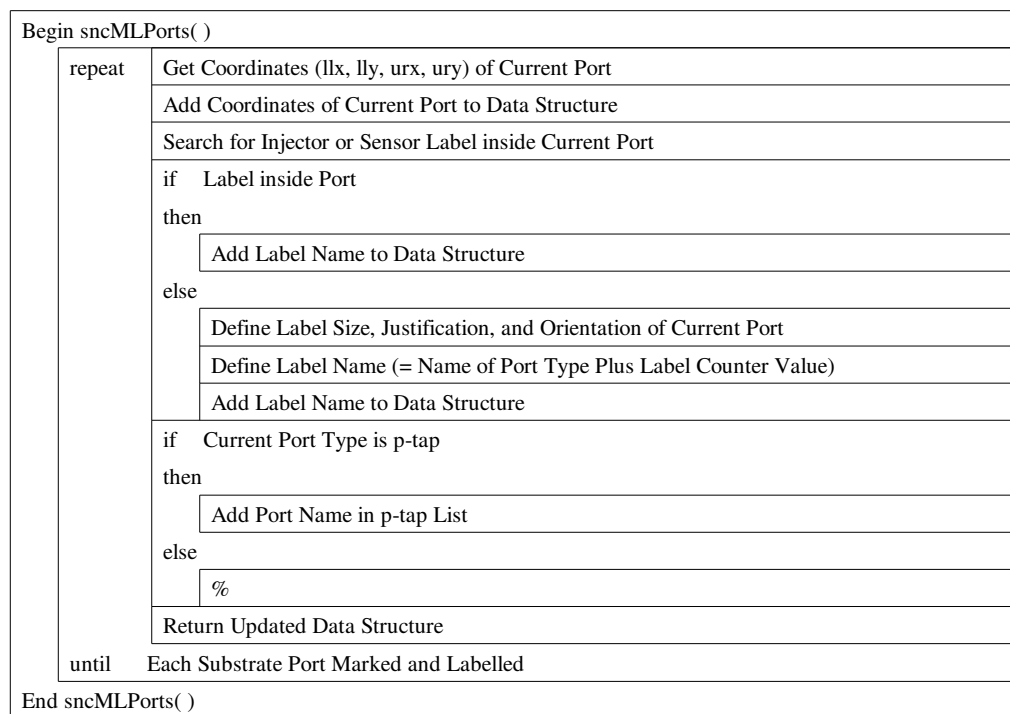 Begin sncMLPorts( )
repeat Get Coordinates (llx, lly, urx, ury) of Current Port
Add Coordinates of Current Port to Data Structure
Search for Injector or Sensor Label inside Current Port
if Label inside Port
then
Add Label Name to Data Structure
else
Define Label Size, Justification, and Orientation of Current Port
Define Label Name (= Name of Port Type Plus Label Counter Value)
Add Label Name to Data Structure
if Current Port Type is p-tap
then
Add Port Name in p-tap List
else
%
Return Updated Data Structure
until Each Substrate Port Marked and Labelled
End sncMLPorts( )